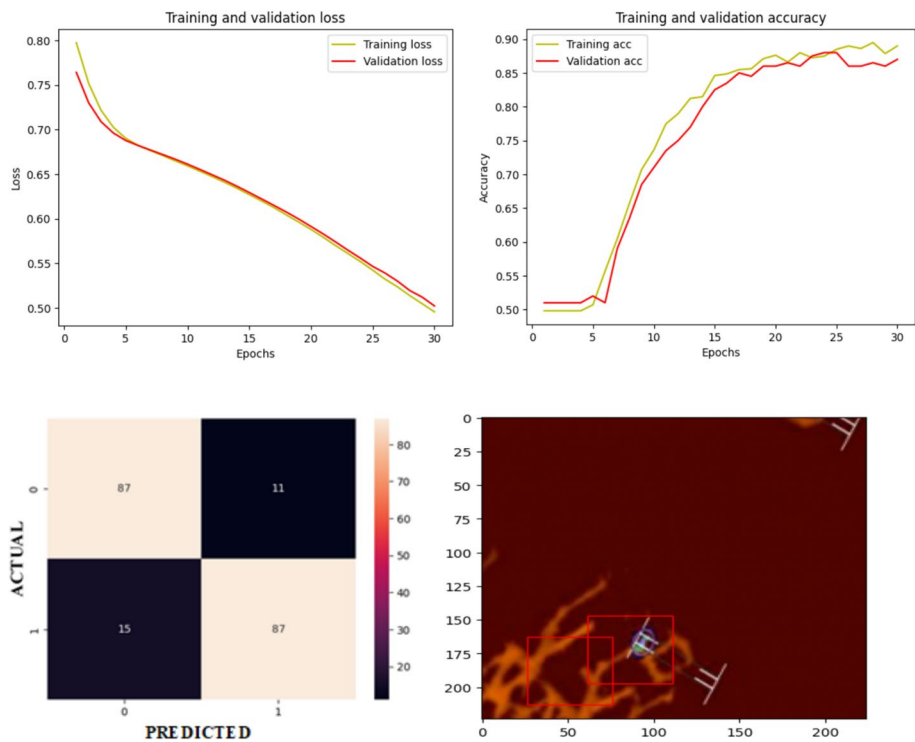 Training and validation loss
0.80
0.75
0.70
0.65
0.60
0.55
0.50
Loss
Training loss
Validation loss
0 5 10 15 20 25 30
Epochs
Training and validation accuracy
0.90
0.85
0.80
0.75
0.70
0.65
0.60
0.55
0.50
Accuracy
Training acc
Validation acc
0 5 10 15 20 25 30
Epochs
ACTUAL
0
87 11
1
15 87
0 1
PREDICTED
80
70
60
50
40
30
20
0
25
50
75
100
125
150
175
200
0 50 100 150 200